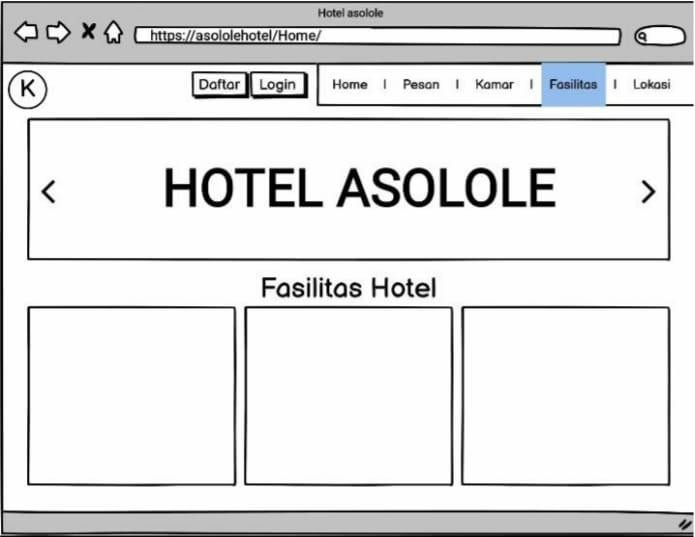 Hotel asolole
https://asololehotel/Home/
K
Daftar Login Home | Pesan | Kamar | Fasilitas | Lokasi
HOTEL ASOLOLE
Fasilitas Hotel